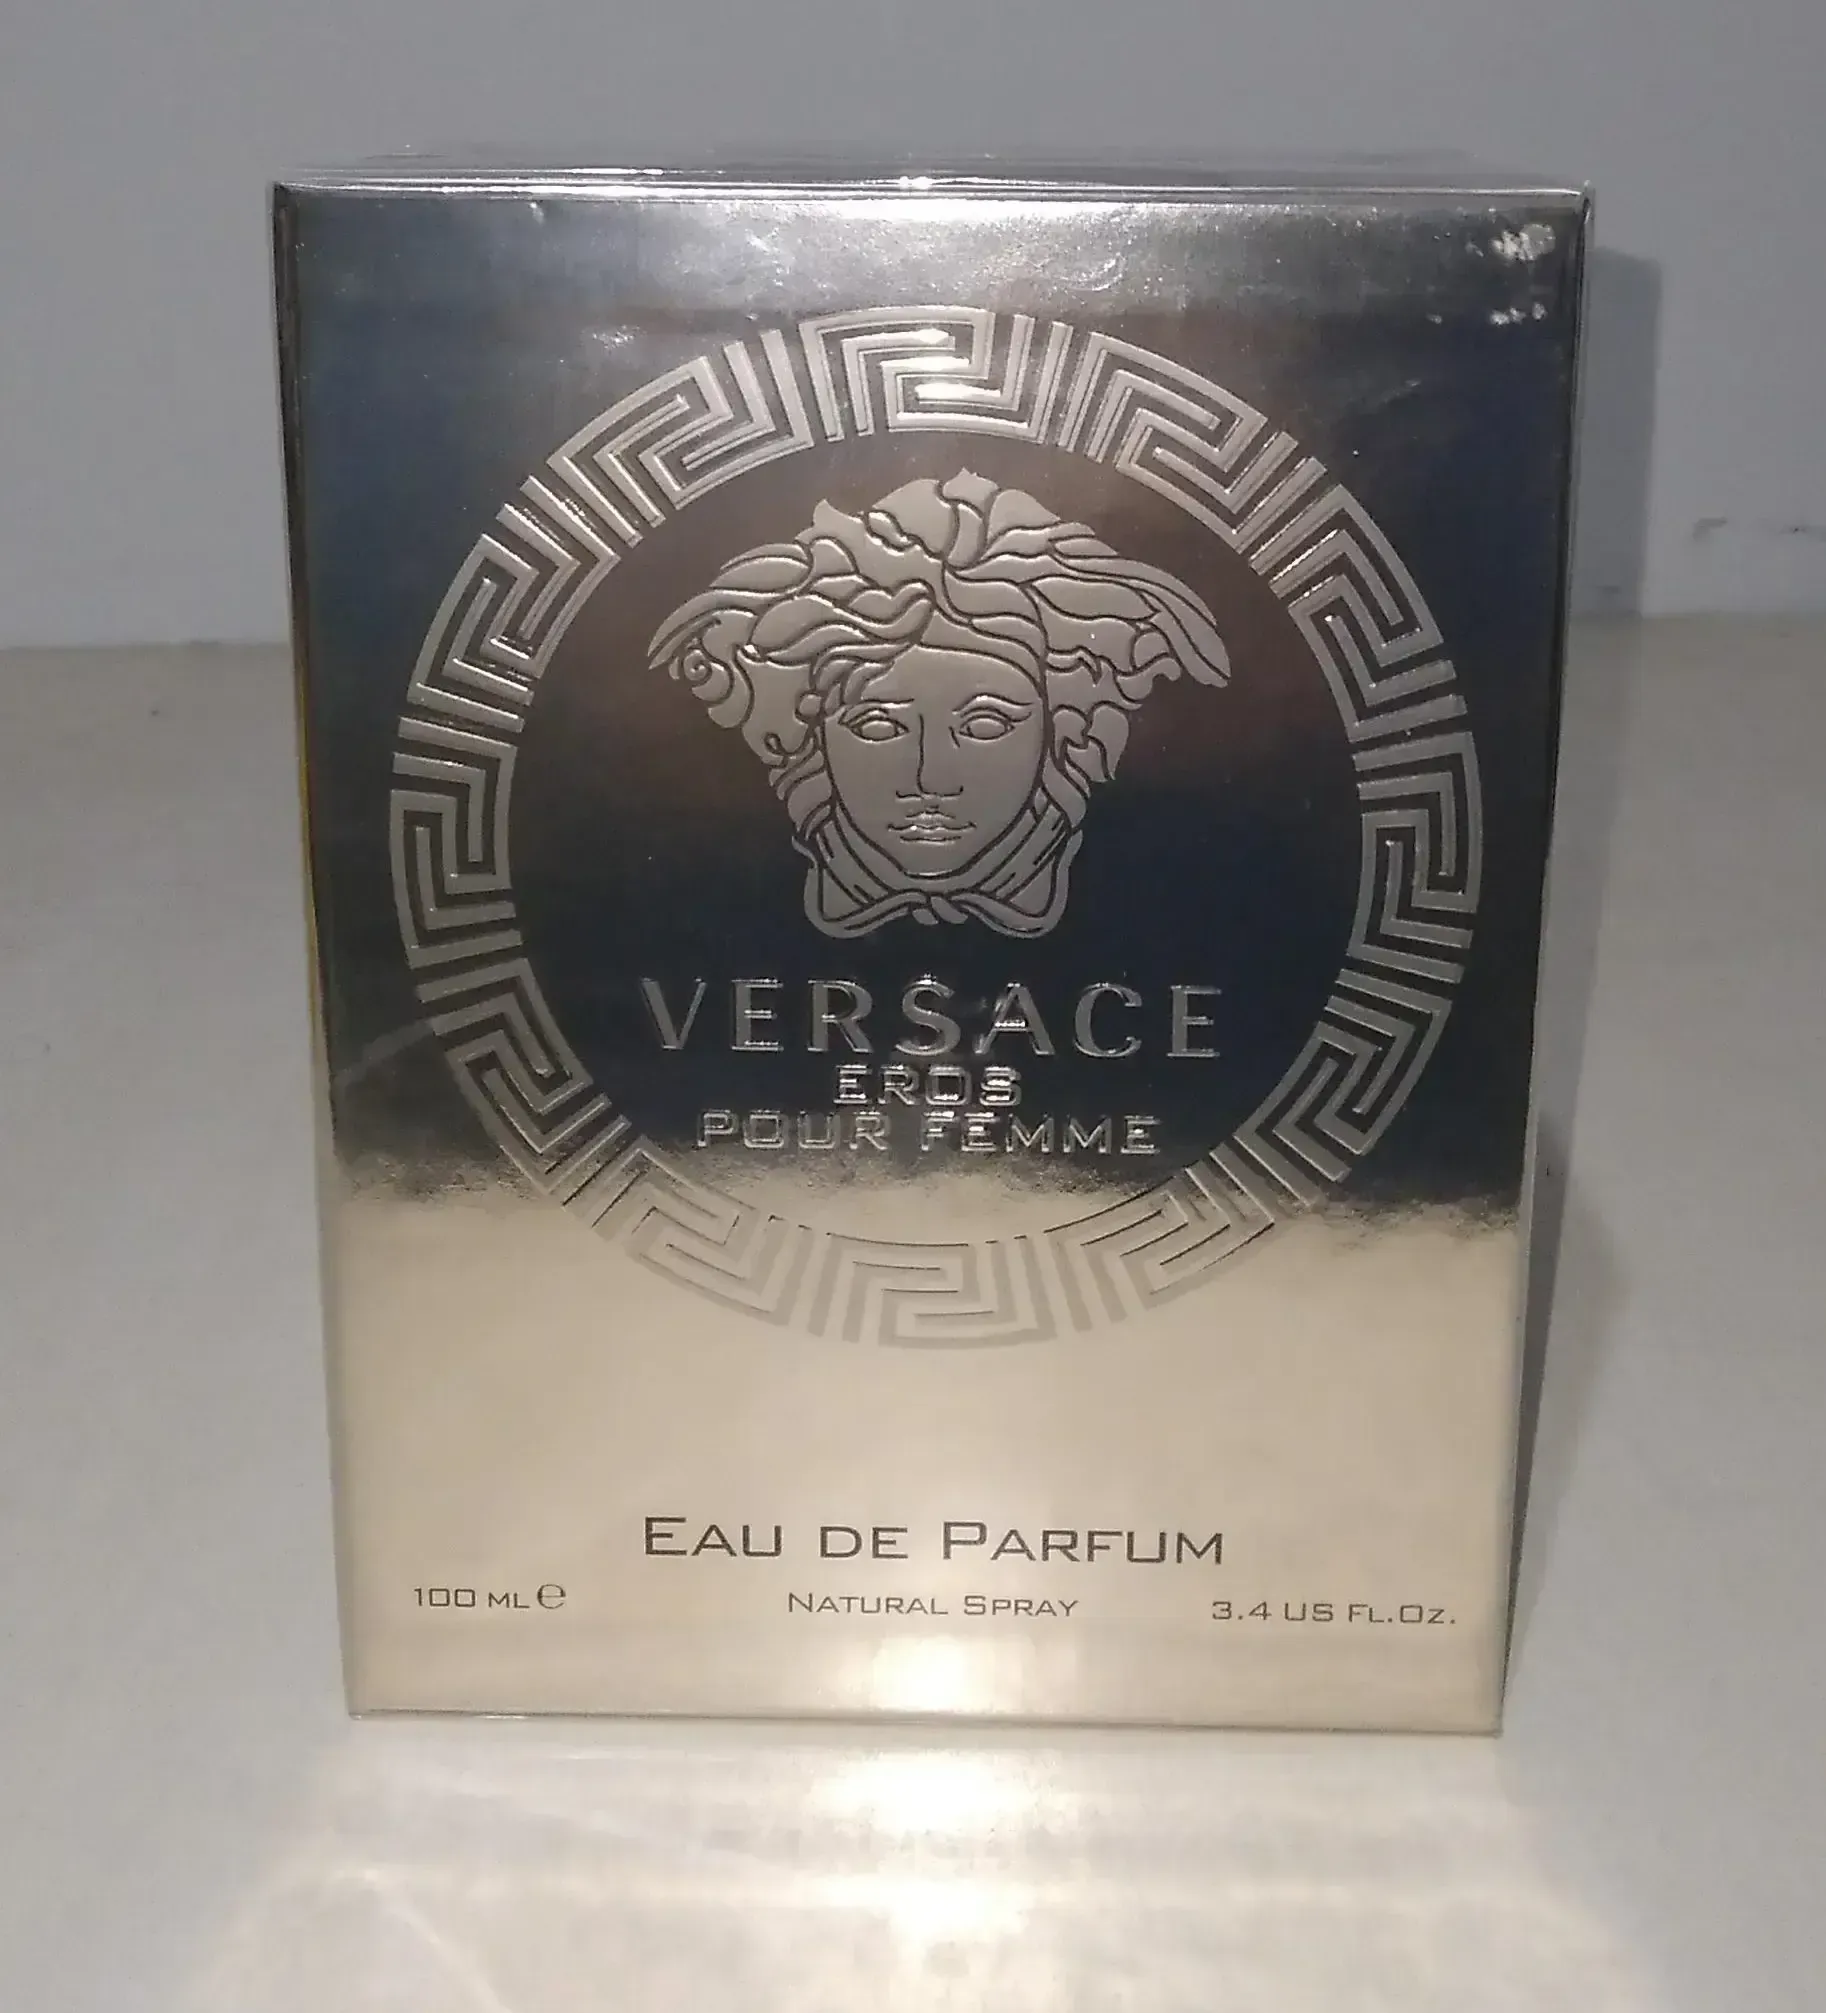 VERSACE
EROS
POUR FEMME
EAU DE PARFUM
100 ML ℮
NATURAL SPRAY
3.4 US FL.OZ.